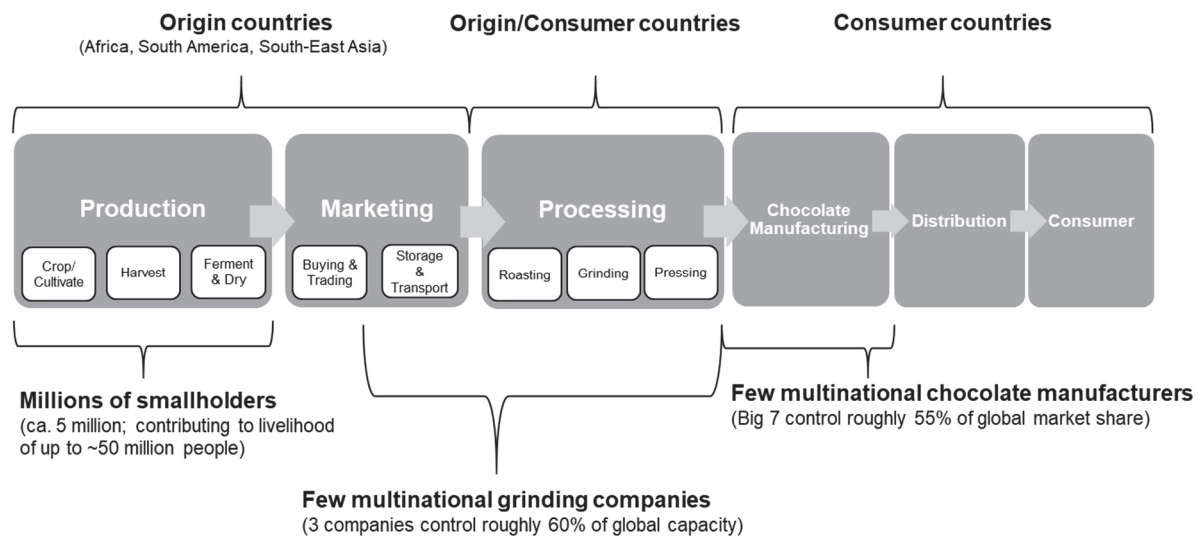 Origin countries
(Africa, South America, South-East Asia)
Origin/Consumer countries
Consumer countries
Production
Crop/
Cultivate
Harvest
Ferment
& Dry
Marketing
Buying &
Trading
Storage
&
Transport
Processing
Roasting
Grinding
Pressing
Chocolate
Manufacturing
Distribution
Consumer
Millions of smallholders
(ca. 5 million; contributing to livelihood
of up to ~50 million people)
Few multinational grinding companies
(3 companies control roughly 60% of global capacity)
Few multinational chocolate manufacturers
(Big 7 control roughly 55% of global market share)